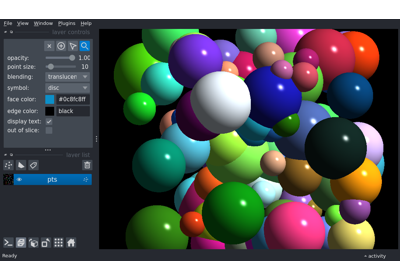 File View Window Plugins Help
layer controls
opacity: 1.00
point size: 10
blending: translucen
symbol: disc
face color: #0c8fc8ff
edge color: black
display text:
out of slice:
layer list
pts
Ready
activity